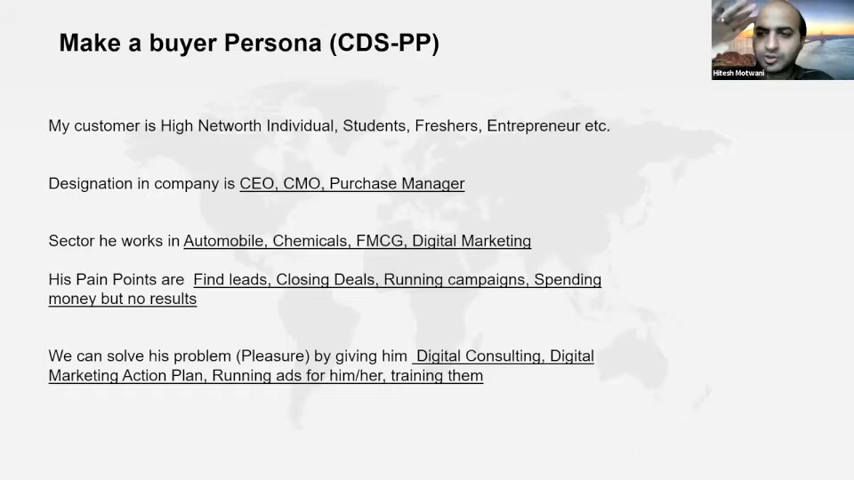 Make a buyer Persona (CDS-PP)
Hitesh Motwani
My customer is High Networth Individual, Students, Freshers, Entrepreneur etc.
Designation in company is CEO, CMO, Purchase Manager
Sector he works in Automobile, Chemicals, FMCG, Digital Marketing
His Pain Points are Find leads, Closing Deals, Running campaigns, Spending
money but no results
We can solve his problem (Pleasure) by giving him Digital Consulting, Digital
Marketing Action Plan, Running ads for him/her, training them